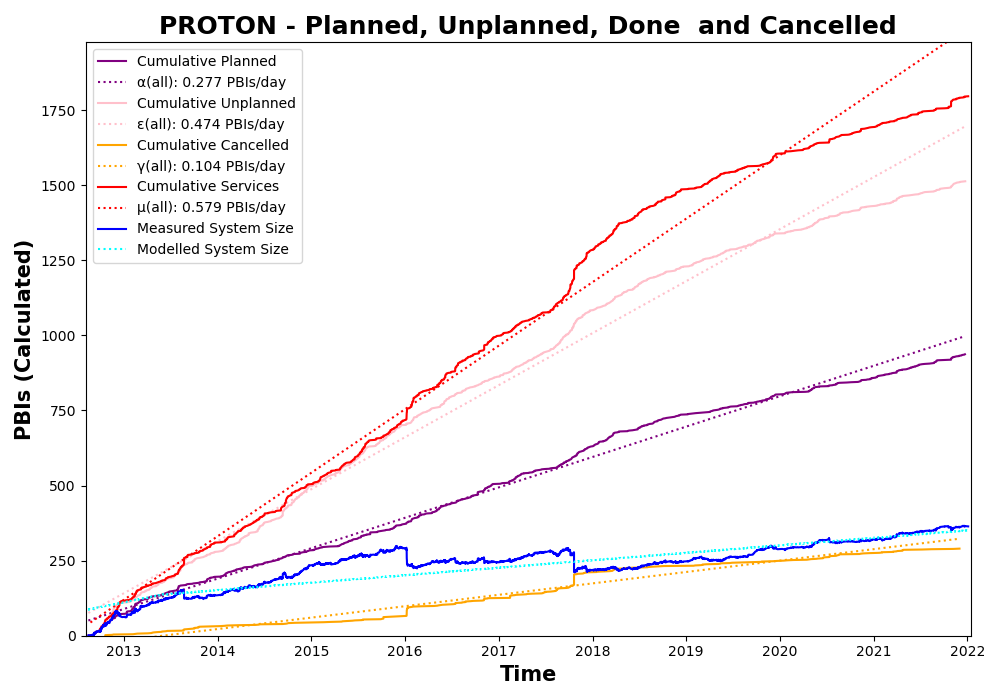 PROTON - Planned, Unplanned, Done  and Cancelled
Cumulative Planned
α(all): 0.277 PBIs/day
Cumulative Unplanned
ε(all): 0.474 PBIs/day
Cumulative Cancelled
γ(all): 0.104 PBIs/day
Cumulative Services
μ(all): 0.579 PBIs/day
Measured System Size
Modelled System Size
PBIs (Calculated)
1750
1500
1250
1000
750
500
250
0
2013 2014 2015 2016 2017 2018 2019 2020 2021 2022
Time